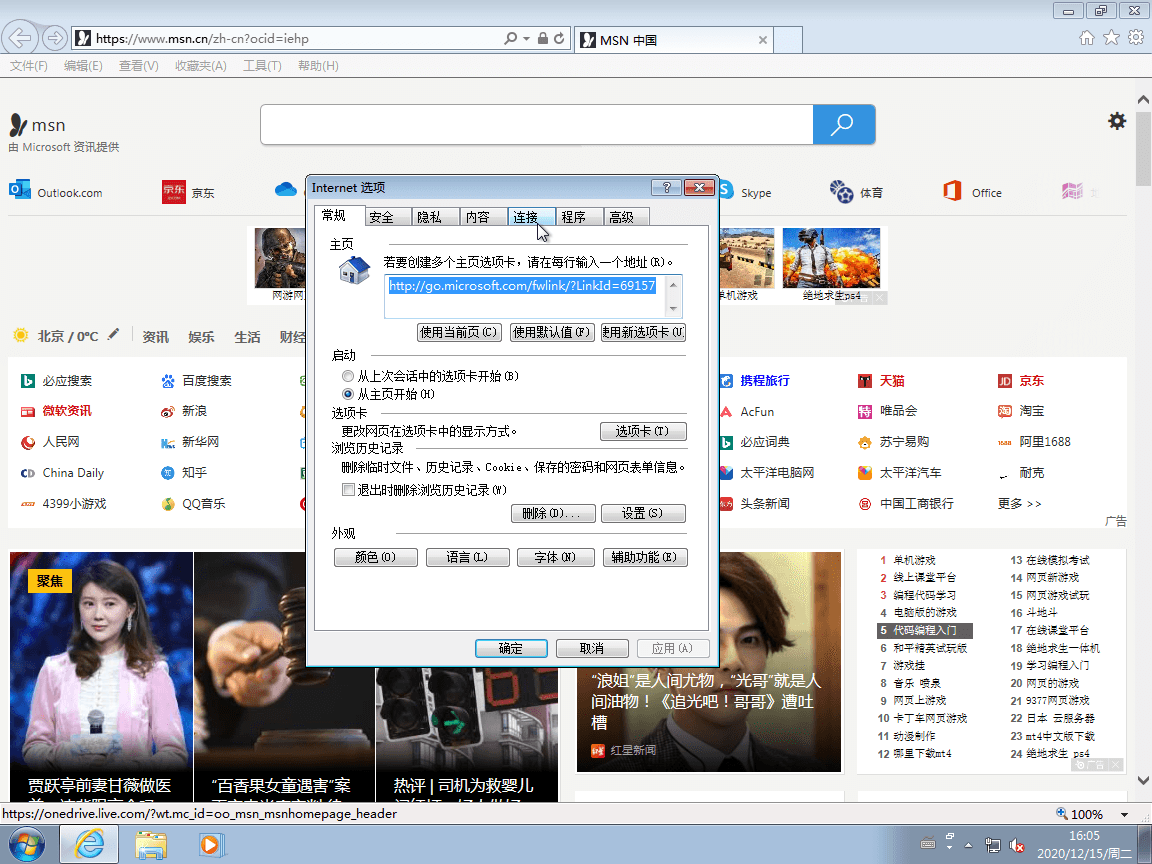 https://www.msn.cn/zh-cn?ocid=iehp
MSN 中国
文件(F) 编辑(E) 查看(V) 收藏夹(A) 工具(T) 帮助(H)
msn
由 Microsoft 资讯提供
Outlook.com
京东
京东
Skype
体育
Office
Internet 选项
常规 安全 隐私 内容 连接 程序 高级
主页
若要创建多个主页选项卡，请在每行输入一个地址(R)。
http://go.microsoft.com/fwlink/?LinkId=69157
使用当前页(C) 使用默认值(F) 使用新选项卡(U)
启动
从上次会话中的选项卡开始(B)
从主页开始(H)
选项卡
更改网页在选项卡中的显示方式。 选项卡(T)
浏览历史记录
删除临时文件、历史记录、Cookie、保存的密码和网页表单信息。
退出时删除浏览历史记录(W)
删除(D)... 设置(S)
外观
颜色(O) 语言(L) 字体(N) 辅助功能(E)
确定 取消 应用(A)
网游网
单机游戏
绝地求生ps4
北京 / 0°C
资讯 娱乐 生活 财经
必应搜索 百度搜索
微软资讯 新浪
人民网 新华网
China Daily 知乎
4399小游戏 QQ音乐
携程旅行 天猫 京东
AcFun 唯品会 淘宝
必应词典 苏宁易购 阿里1688
太平洋电脑网 太平洋汽车 耐克
头条新闻 中国工商银行 更多 >>
广告
聚焦
贾跃亭前妻甘薇做医
“百香果女童遇害”案
热评 | 司机为救婴儿
“浪姐”是人间尤物，“光哥”就是人
间油物！《追光吧！哥哥》遭吐
槽
红星新闻
1 单机游戏
2 线上课堂平台
3 编程代码学习
4 电脑版的游戏
5 代码编程入门
6 和平精英试玩版
7 游戏挂
8 音乐 喷泉
9 网页上游戏
10 卡丁车网页游戏
11 动漫制作
12 哪里下载mt4
13 在线模拟考试
14 网页新游戏
15 网页游戏试玩
16 斗地斗
17 在线课堂平台
18 绝地求生一体机
19 学习编程入门
20 网页的游戏
21 9377网页游戏
22 日本 云服务器
23 mt4中文版下载
24 绝地求生 ps4
广告
https://onedrive.live.com/?wt.mc_id=oo_msn_msnhomepage_header
100%
16:05
2020/12/15/周二